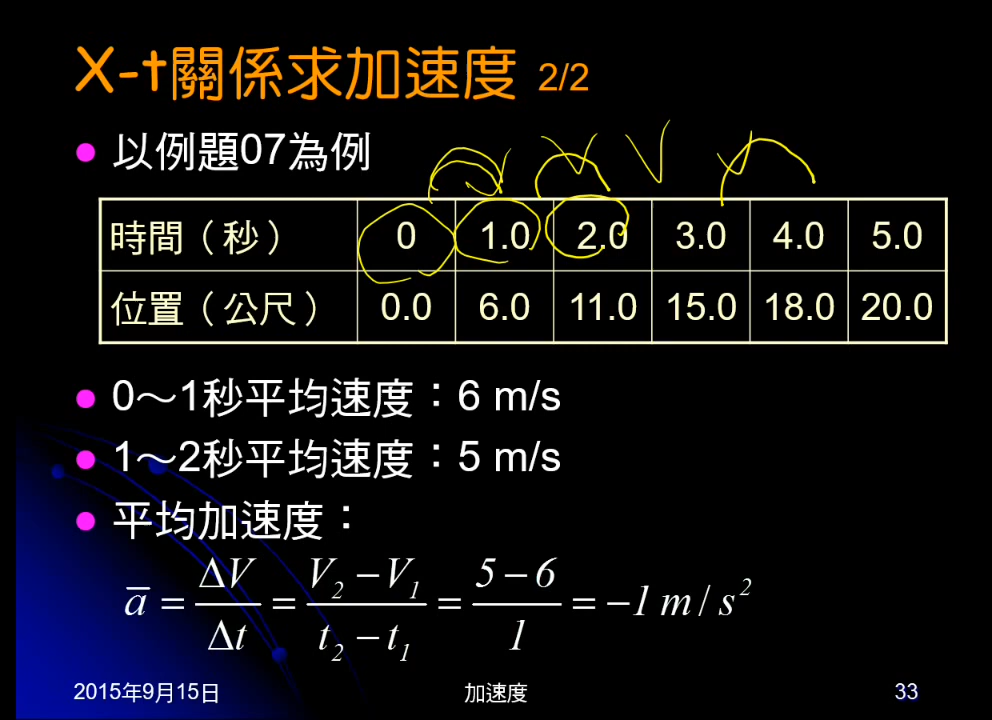 X-t關係求加速度 2/2
以例題07為例
時間（秒） 0 1.0 2.0 3.0 4.0 5.0
位置（公尺） 0.0 6.0 11.0 15.0 18.0 20.0
0～1秒平均速度：6 m/s
1～2秒平均速度：5 m/s
平均加速度：
a̅ = ΔV/Δt = (V₂ − V₁)/(t₂ − t₁) = (5 − 6)/1 = −1 m / s²
2015年9月15日 加速度 33